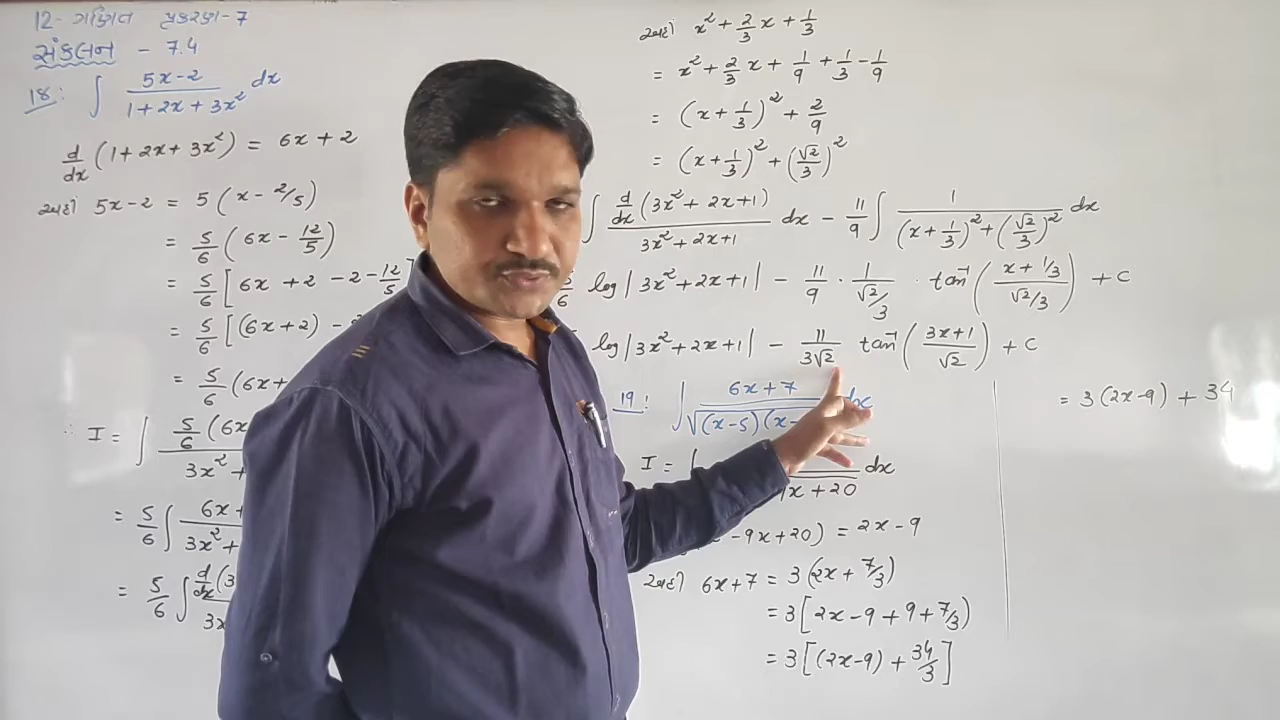 12- ગણિત પ્રકરણ-7
સંકલન - 7.4
18: ∫ (5x-2)/(1+2x+3x²) dx
d/dx (1+2x+3x²) = 6x+2
અહીં 5x-2 = 5(x-2/5)
= 5/6 (6x - 12/5)
= 5/6 [6x+2-2-12/5]
= 5/6 [(6x+2) -
= 5/6 (6x+
∴ I = ∫ 5/6 (6x / 3x²+
= 5/6 ∫ 6x+ / 3x²+
= 5/6 ∫ d/dx (3 / 3x
અહીં x² + 2/3 x + 1/3
= x² + 2/3 x + 1/9 + 1/3 - 1/9
= (x+1/3)² + 2/9
= (x+1/3)² + (√2/3)²
∫ (d/dx (3x²+2x+1))/(3x²+2x+1) dx - 11/9 ∫ 1/((x+1/3)²+(√2/3)²) dx
log|3x²+2x+1| - 11/9 · 1/(√2/3) · tan⁻¹((x+1/3)/(√2/3)) + C
log|3x²+2x+1| - 11/(3√2) tan⁻¹((3x+1)/√2) + C
19: ∫ 6x+7 / √(x-5)(x- dx
I = ∫ x+20 dx
-9x+20) = 2x-9
અહીં 6x+7 = 3(2x+7/3)
= 3[2x-9+9+7/3)
= 3[(2x-9)+34/3]
= 3(2x-9)+34